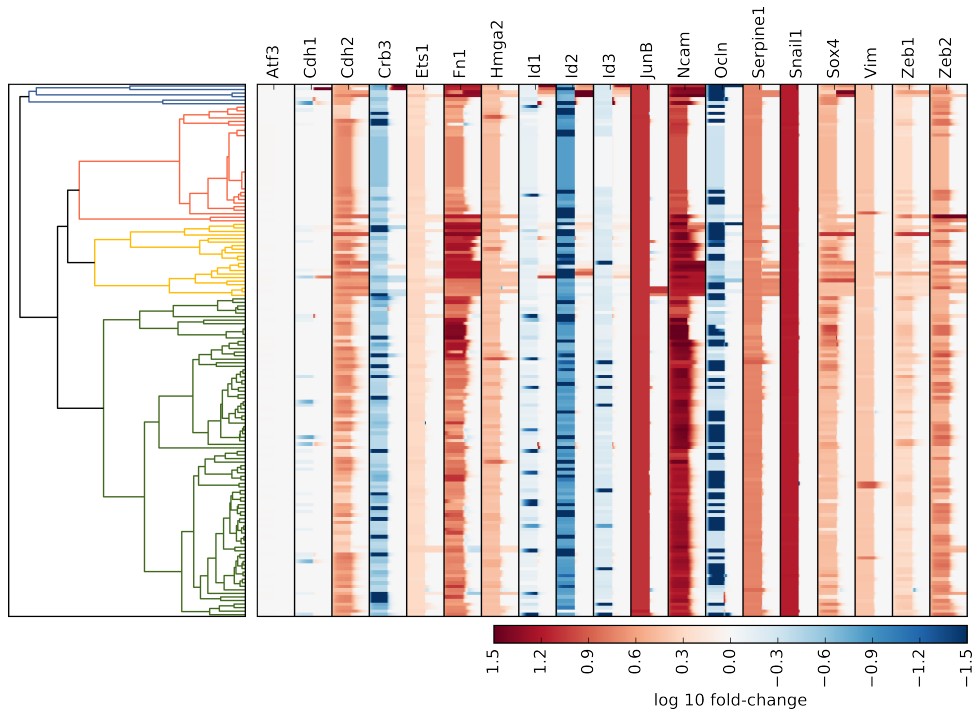 Atf3
Cdh1
Cdh2
Crb3
Ets1
Fn1
Hmga2
Id1
Id2
Id3
JunB
Ncam
Ocln
Serpine1
Snail1
Sox4
Vim
Zeb1
Zeb2
1.5
1.2
0.9
0.6
0.3
0.0
−0.3
−0.6
−0.9
−1.2
−1.5
log 10 fold-change